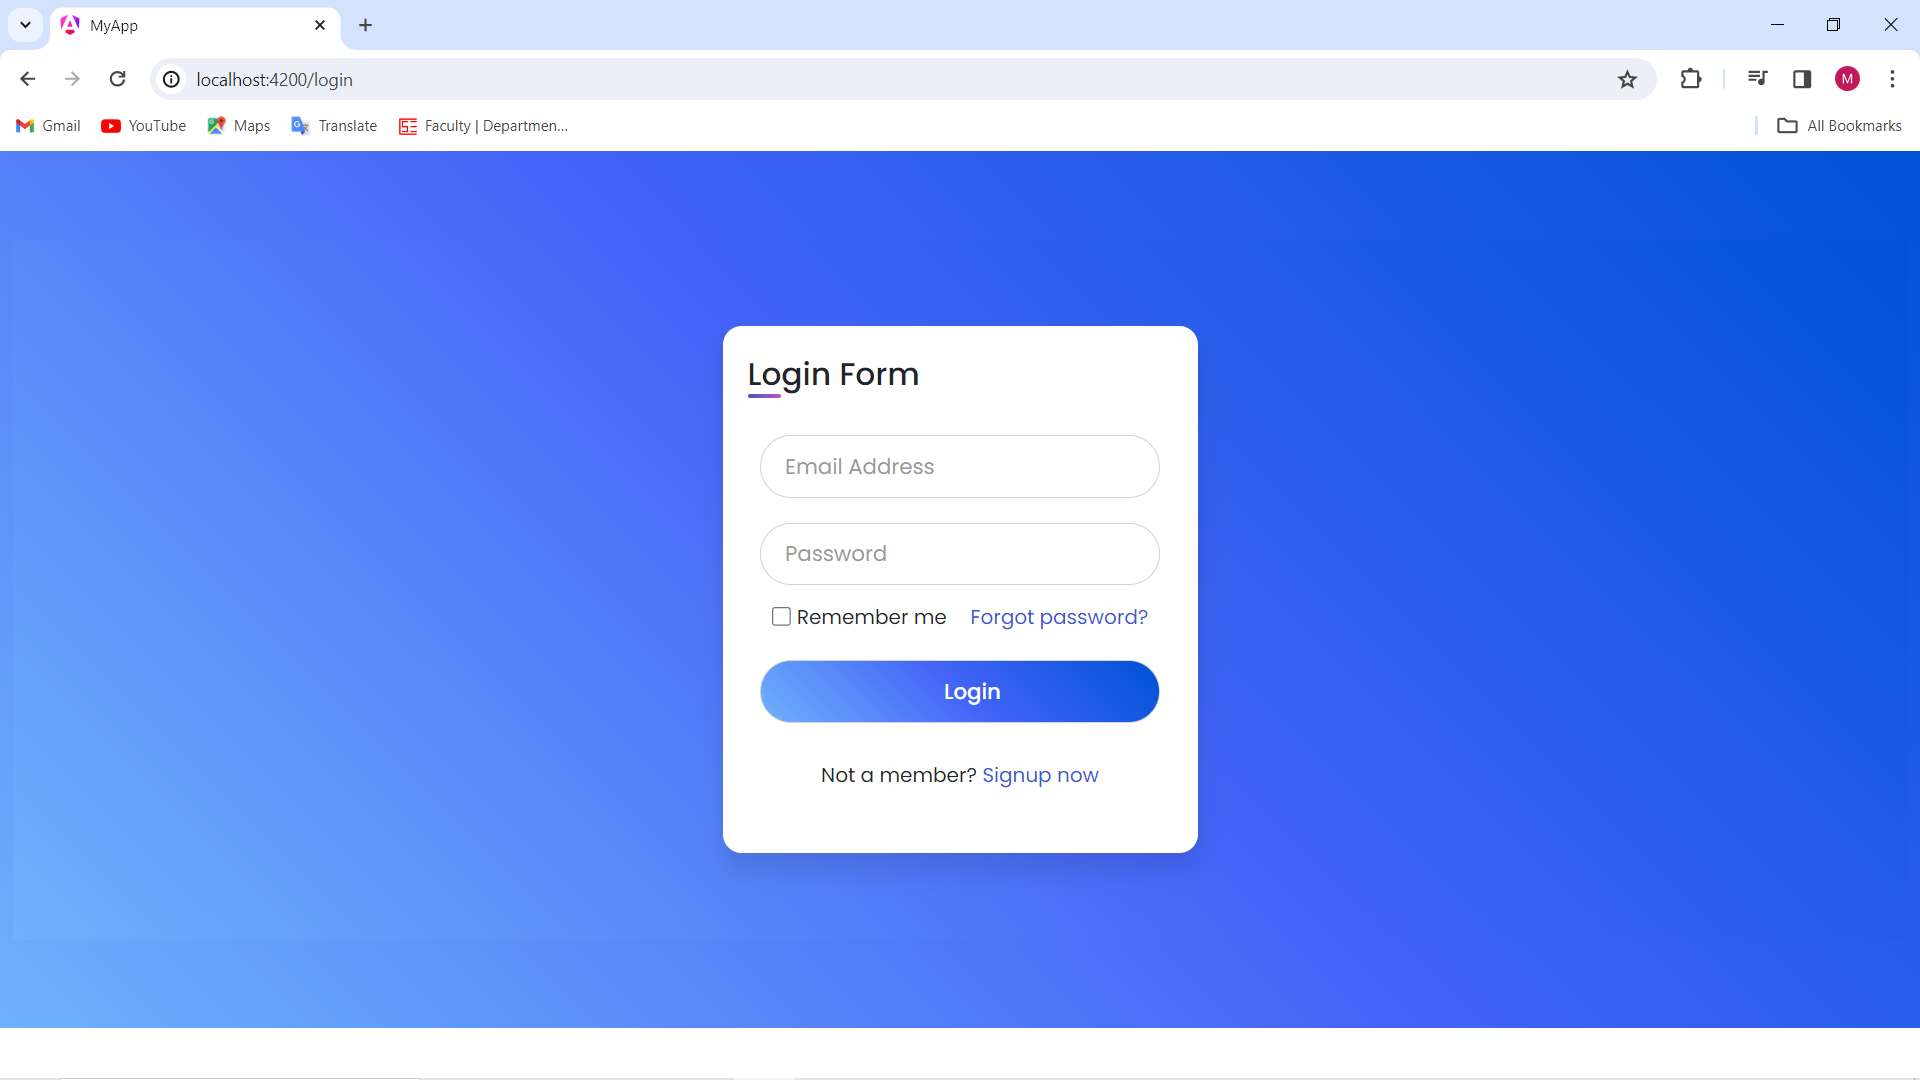 MyApp
localhost:4200/login
M
Gmail YouTube Maps Translate Faculty | Departmen... All Bookmarks
Login Form
Email Address
Password
Remember me Forgot password?
Login
Not a member? Signup now